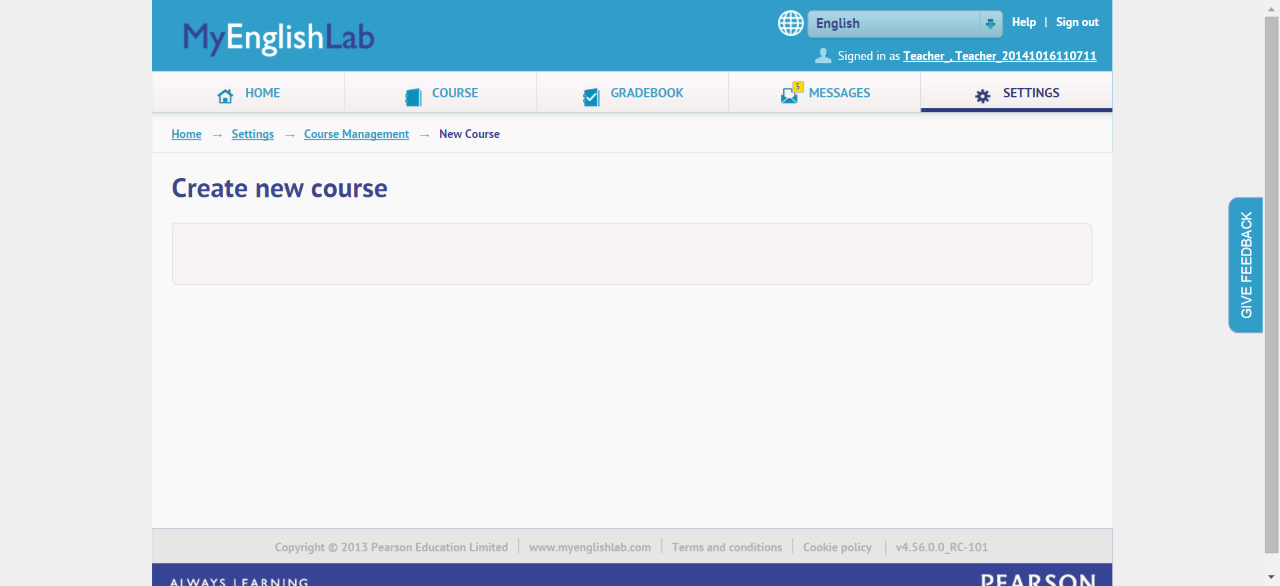 MyEnglishLab
English
Help | Sign out
Signed in as Teacher_, Teacher_20141016110711
HOME
COURSE
GRADEBOOK
5
MESSAGES
SETTINGS
Home → Settings → Course Management → New Course
Create new course
GIVE FEEDBACK
Copyright © 2013 Pearson Education Limited | www.myenglishlab.com | Terms and conditions | Cookie policy | v4.56.0.0_RC-101
ALWAYS LEARNING
PEARSON